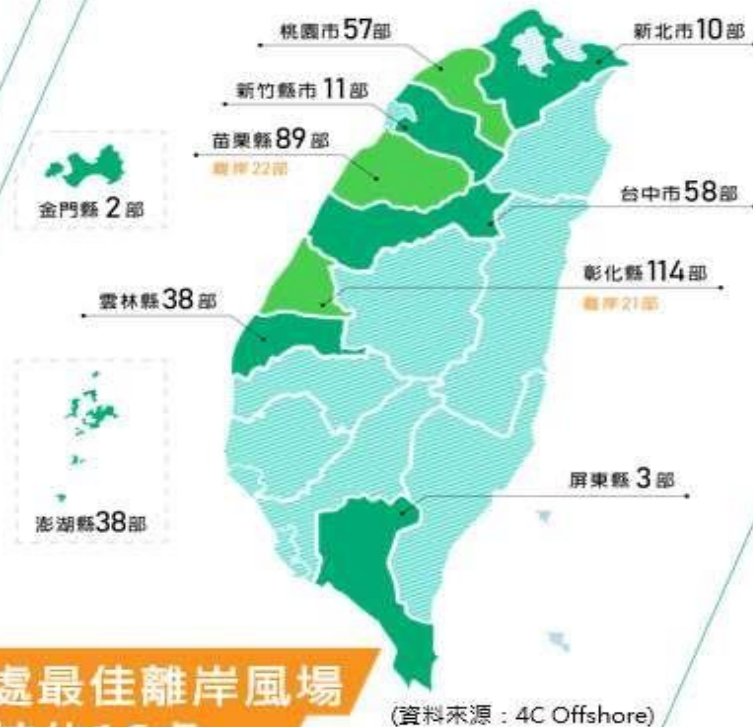 桃園市57部
新北市10部
新竹縣市11部
苗栗縣89部
離岸22部
金門縣2部
台中市58部
彰化縣114部
離岸21部
雲林縣38部
屏東縣3部
澎湖縣38部
處最佳離岸風場
(資料來源:4C Offshore)